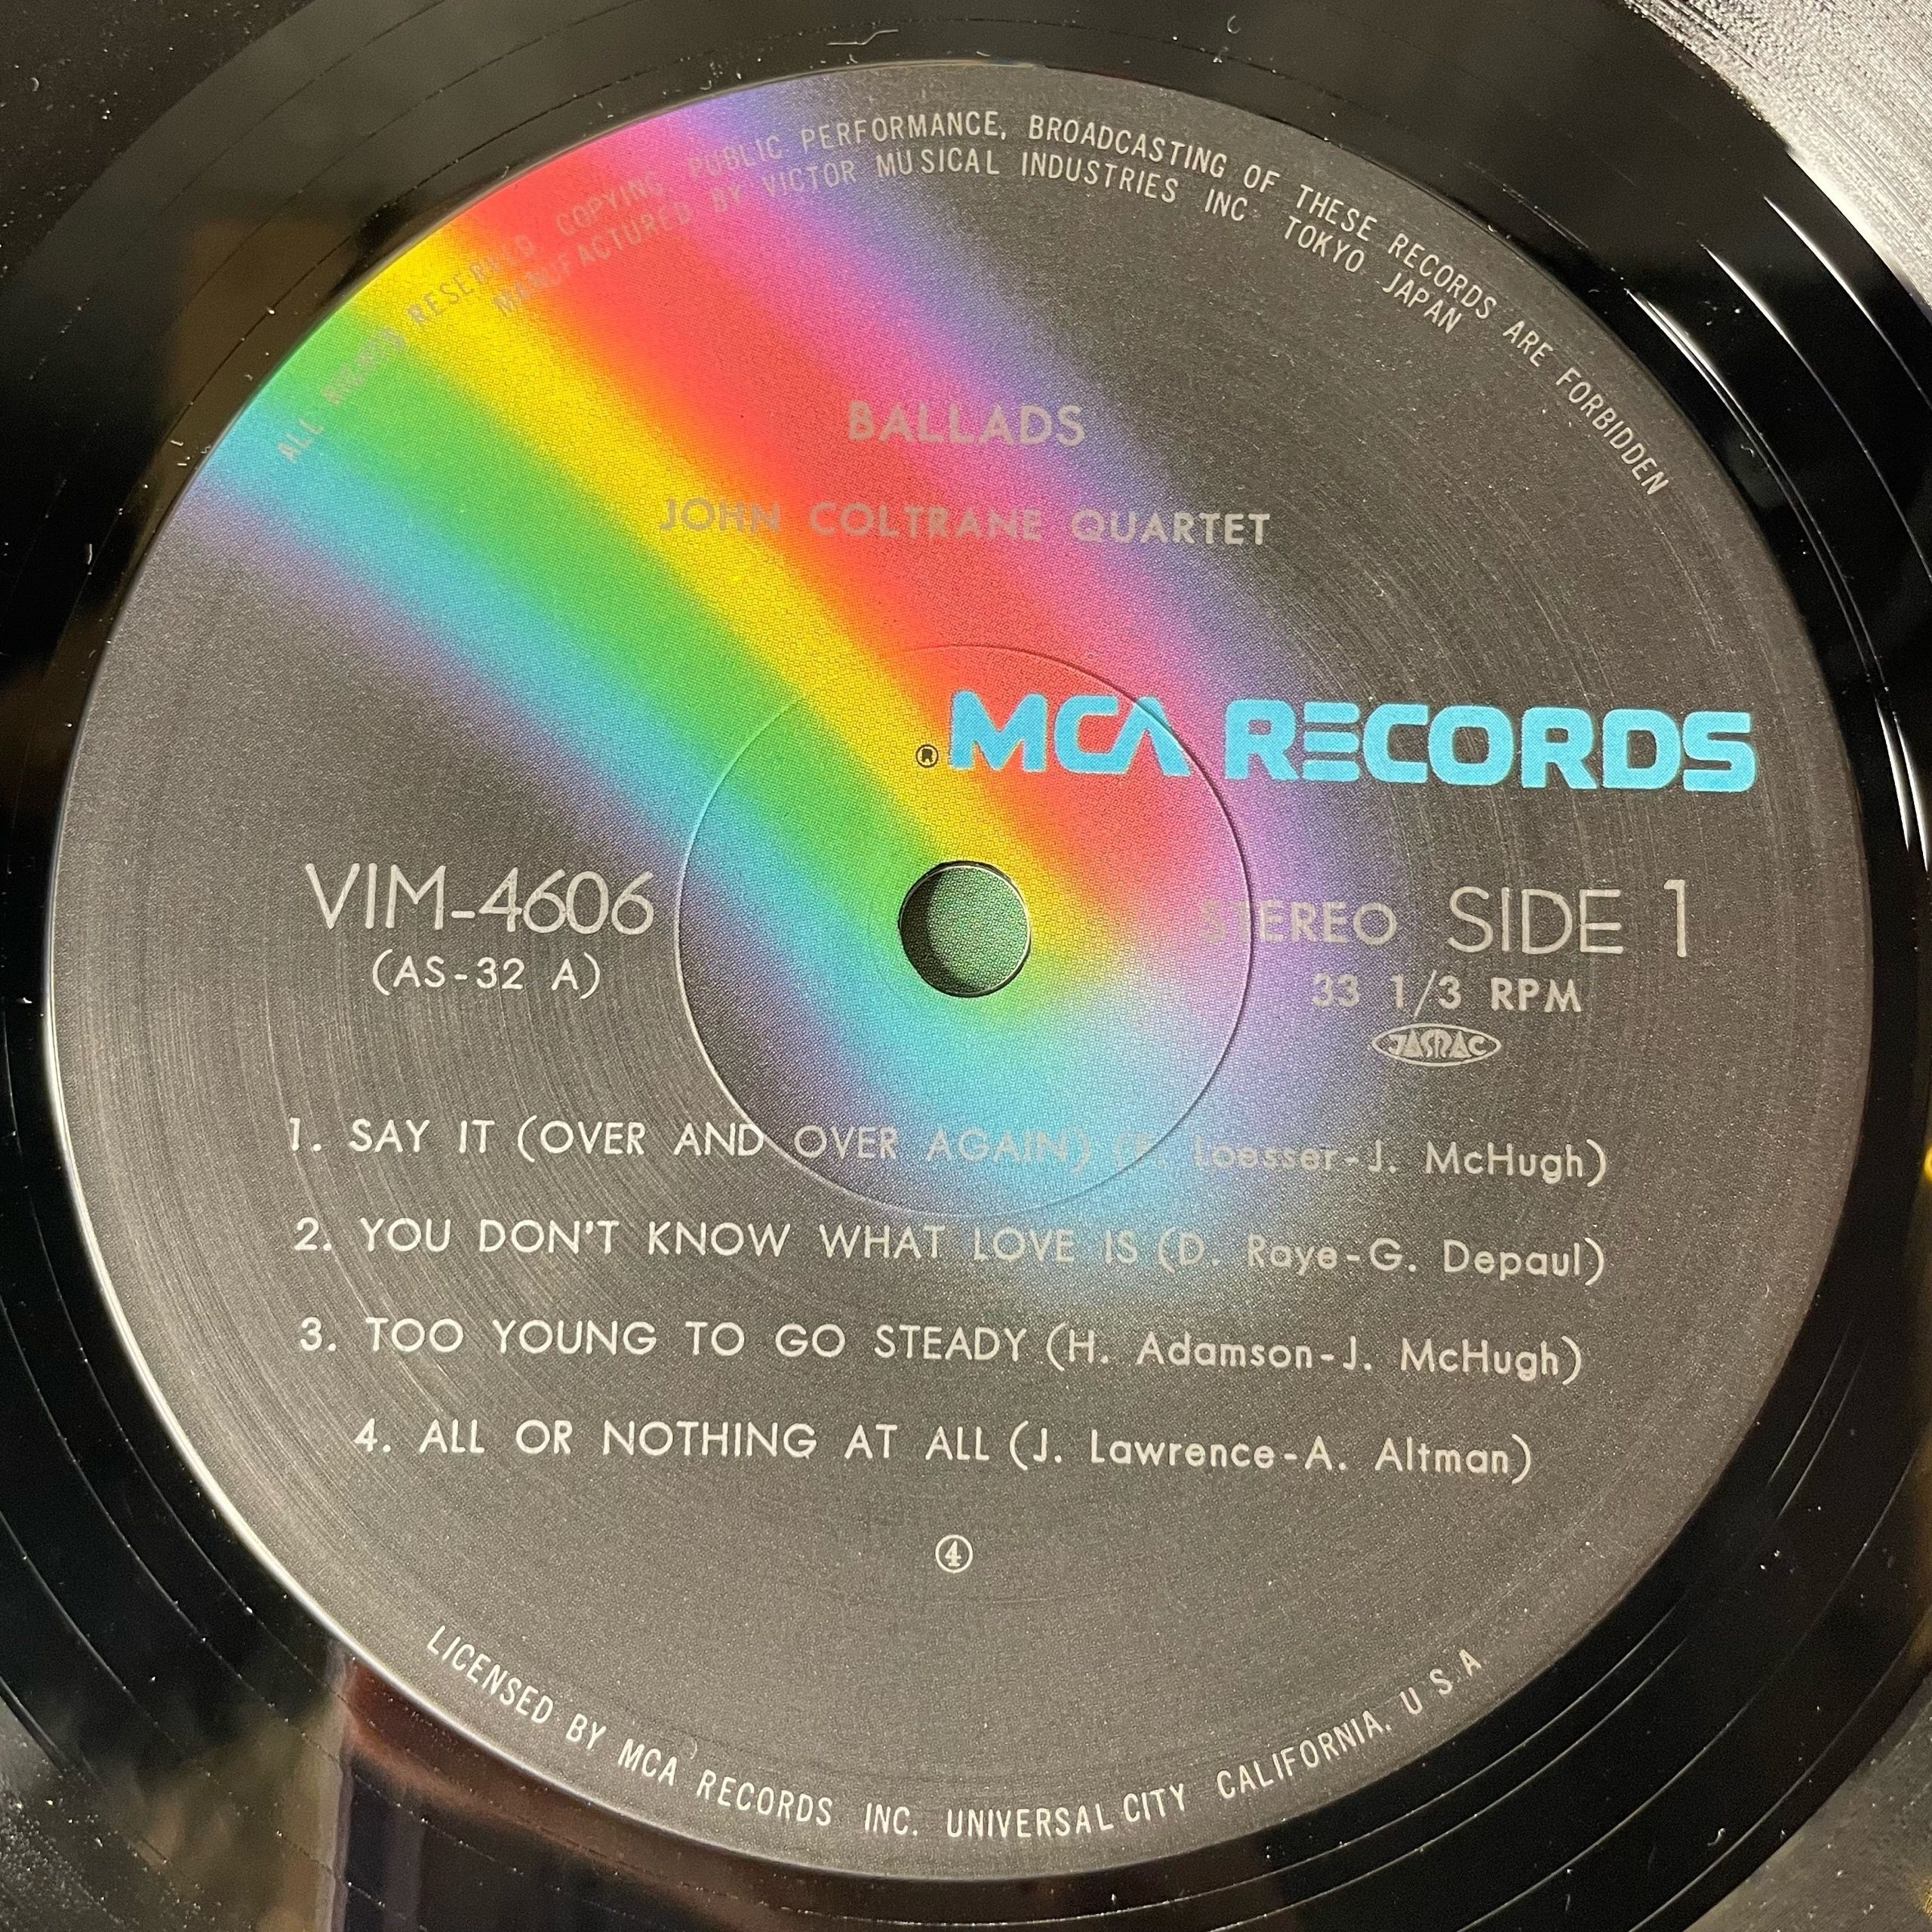 ALL RIGHTS RESERVED. COPYING, PUBLIC PERFORMANCE, BROADCASTING OF THESE RECORDS ARE FORBIDDEN
MANUFACTURED BY VICTOR MUSICAL INDUSTRIES INC TOKYO JAPAN
BALLADS
JOHN COLTRANE QUARTET
® MCA RECORDS
VIM-4606
(AS-32 A)
STEREO SIDE 1
33 1/3 RPM
JASRAC
1. SAY IT (OVER AND OVER AGAIN) (F. Loesser-J. McHugh)
2. YOU DON'T KNOW WHAT LOVE IS (D. Raye-G. Depaul)
3. TOO YOUNG TO GO STEADY (H. Adamson-J. McHugh)
4. ALL OR NOTHING AT ALL (J. Lawrence-A. Altman)
④
LICENSED BY MCA RECORDS INC. UNIVERSAL CITY CALIFORNIA. U S A